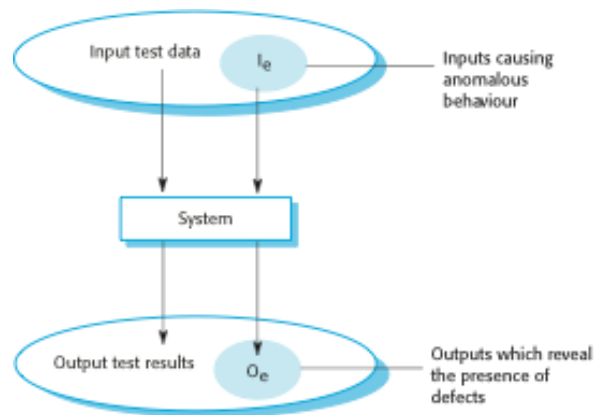 Input test data
Ie
Inputs causing
anomalous
behaviour
System
Output test results
Oe
Outputs which reveal
the presence of
defects